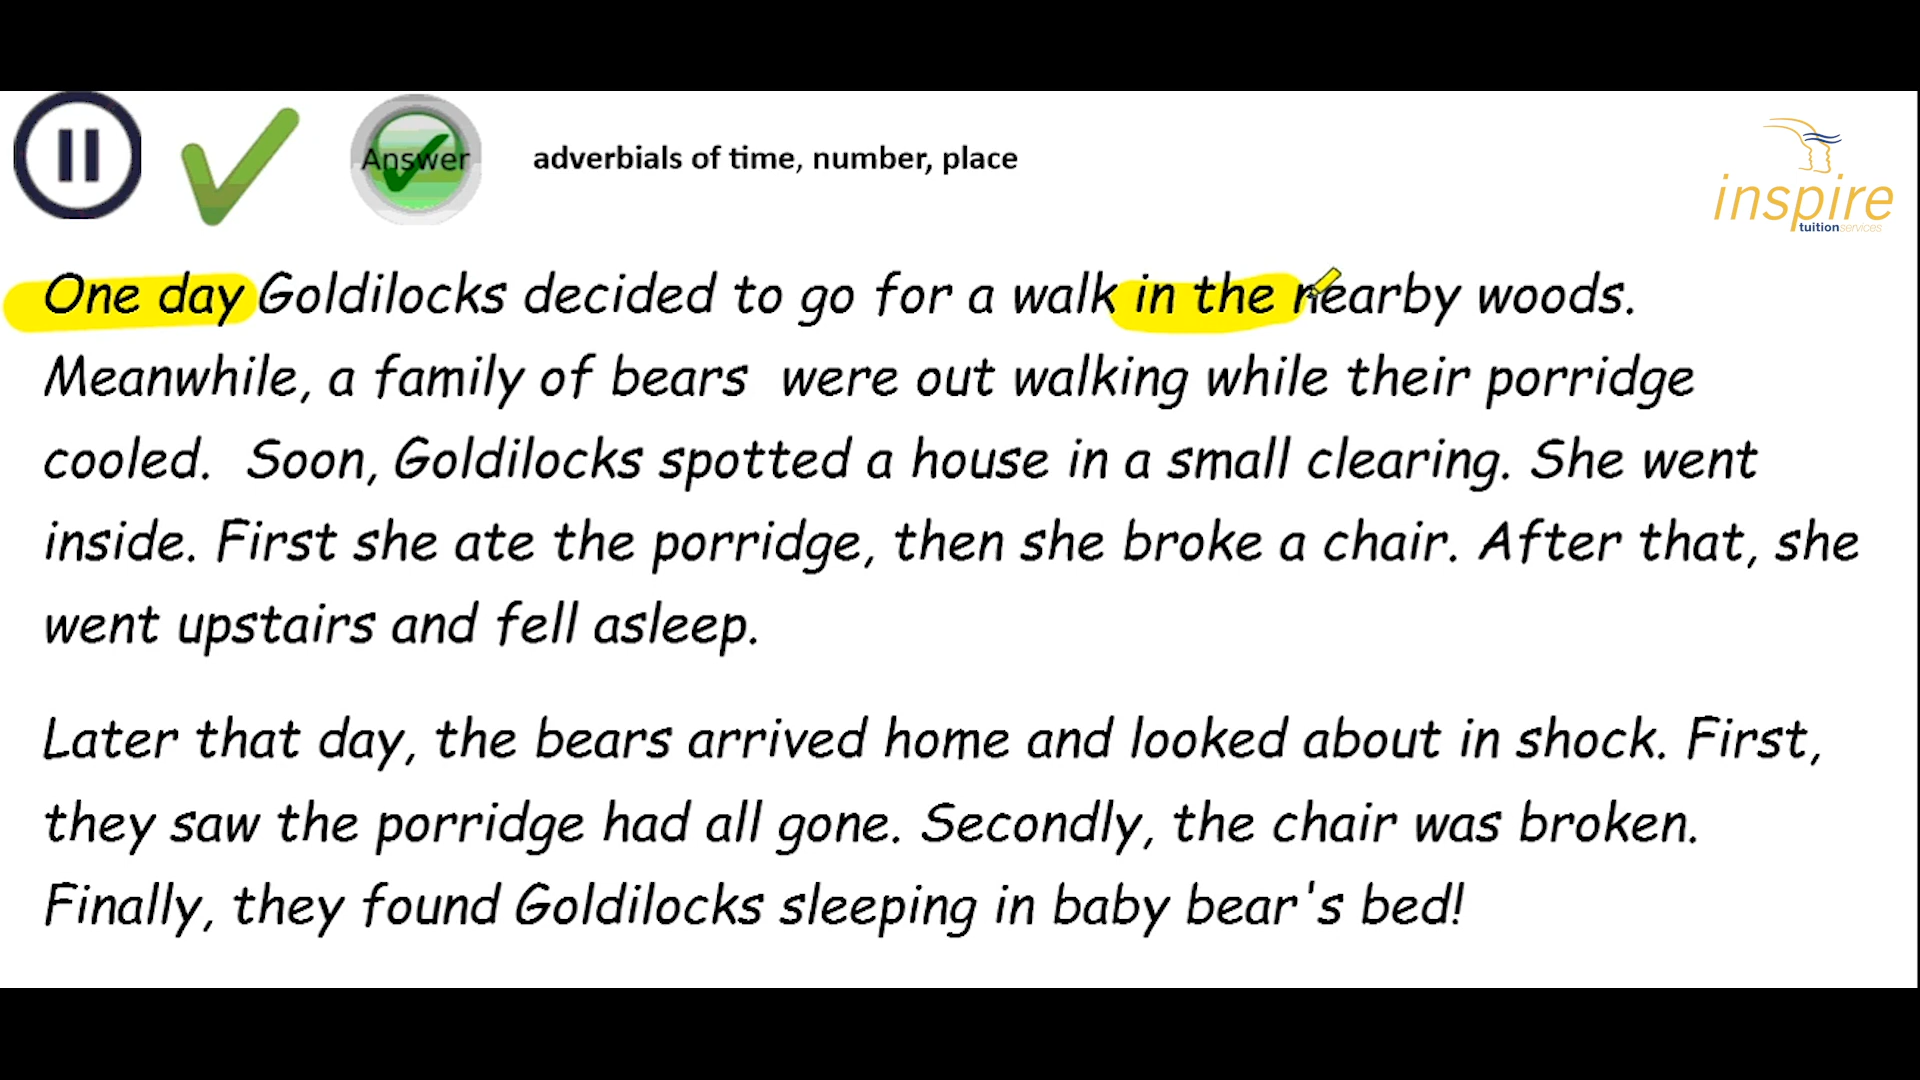 Answer
adverbials of time, number, place
inspire
tuitionservices
One day Goldilocks decided to go for a walk in the nearby woods.
Meanwhile, a family of bears were out walking while their porridge
cooled. Soon, Goldilocks spotted a house in a small clearing. She went
inside. First she ate the porridge, then she broke a chair. After that, she
went upstairs and fell asleep.
Later that day, the bears arrived home and looked about in shock. First,
they saw the porridge had all gone. Secondly, the chair was broken.
Finally, they found Goldilocks sleeping in baby bear's bed!